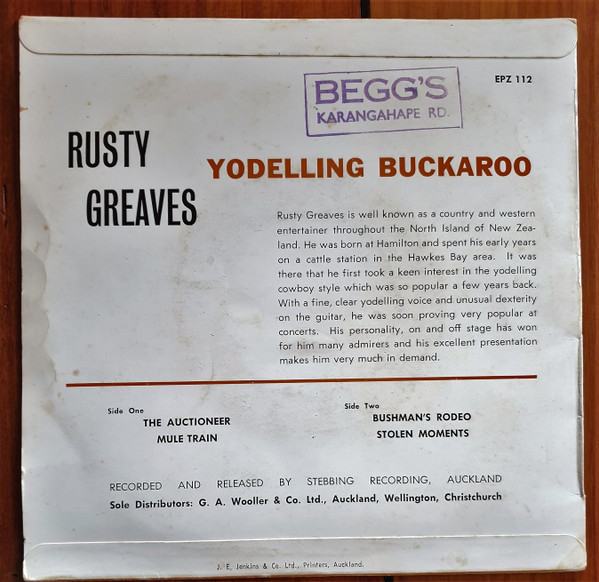 EPZ 112
BEGG'S
KARANGAHAPE RD.
RUSTY
GREAVES
YODELLING BUCKAROO
Rusty Greaves is well known as a country and western
entertainer throughout the North Island of New Zea-
land. He was born at Hamilton and spent his early years
on a cattle station in the Hawkes Bay area. It was
there that he first took a keen interest in the yodelling
cowboy style which was so popular a few years back.
With a fine, clear yodelling voice and unusual dexterity
on the guitar, he was soon proving very popular at
concerts. His personality, on and off stage has won
for him many admirers and his excellent presentation
makes him very much in demand.
Side One
THE AUCTIONEER
MULE TRAIN
Side Two
BUSHMAN'S RODEO
STOLEN MOMENTS
RECORDED AND RELEASED BY STEBBING RECORDING, AUCKLAND
Sole Distributors: G. A. Wooller & Co. Ltd., Auckland, Wellington, Christchurch
J. E. Jenkins & Co. Ltd., Printers, Auckland.